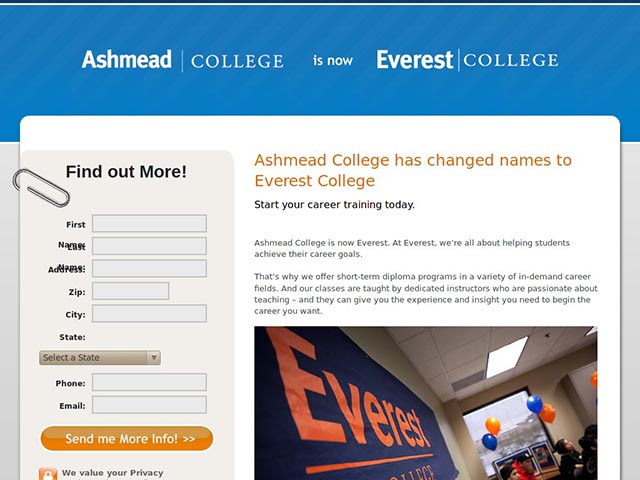 Ashmead COLLEGE is now Everest COLLEGE
Find out More!
First
Name:
Last
Name:
Address:
Zip:
City:
State:
Select a State
Phone:
Email:
Send me More Info! >>
We value your Privacy
Ashmead College has changed names to
Everest College
Start your career training today.
Ashmead College is now Everest. At Everest, we’re all about helping students
achieve their career goals.
That’s why we offer short-term diploma programs in a variety of in-demand career
fields. And our classes are taught by dedicated instructors who are passionate about
teaching – and they can give you the experience and insight you need to begin the
career you want.
Everest
COLLEGE